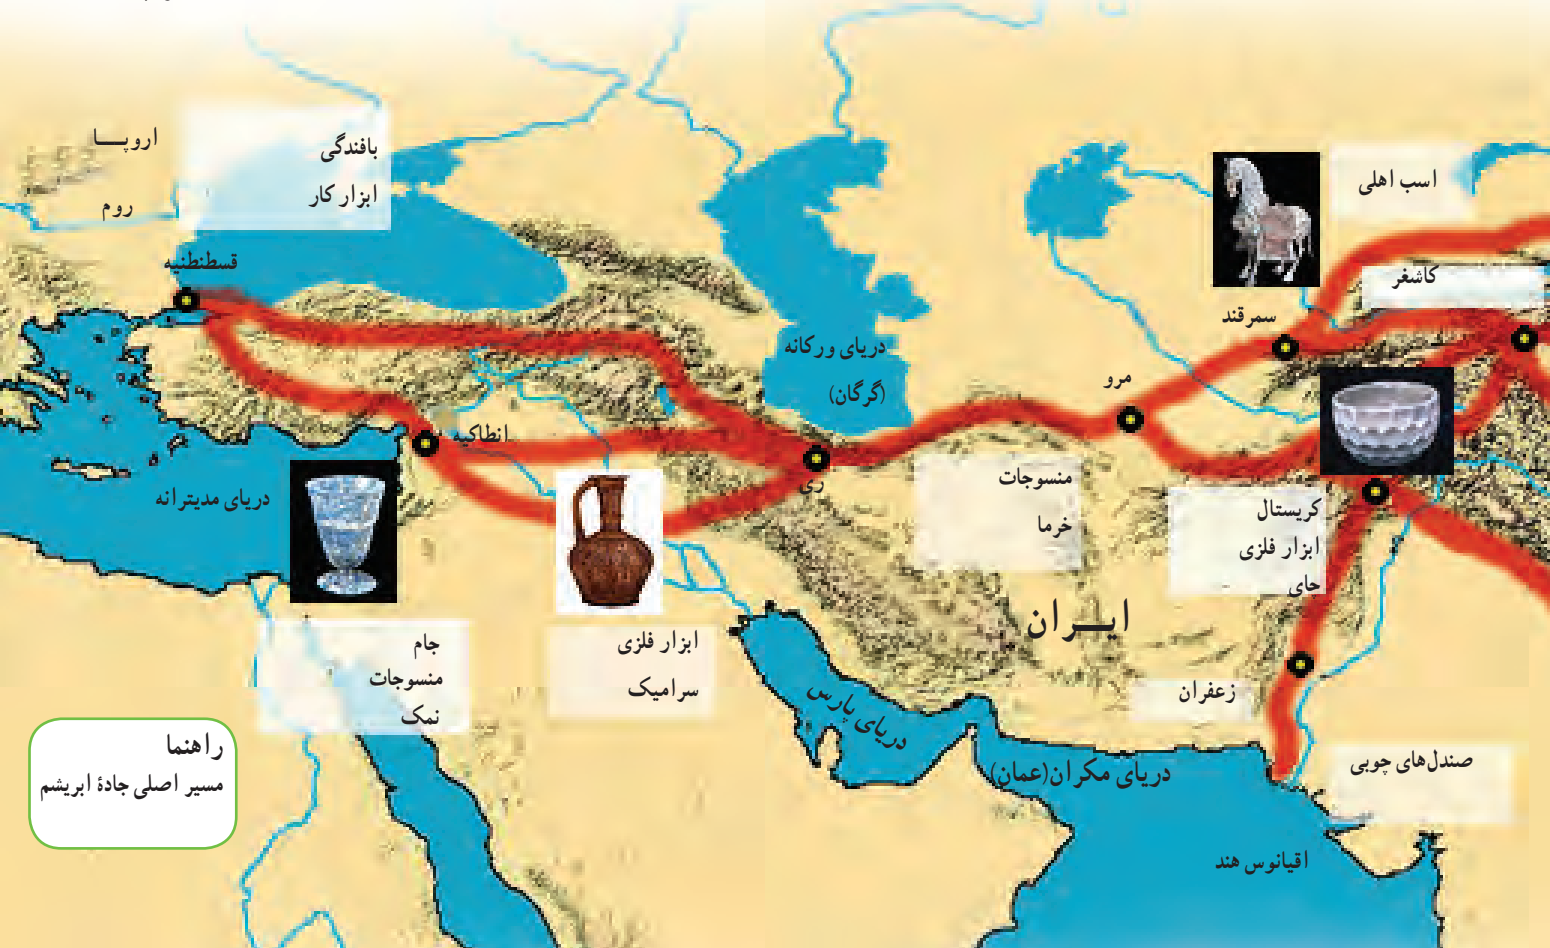 اروپــا
روم
بافندگی
ابزار کار
قسطنطنیه
اسب اهلی
کاشغر
سمرقند
مرو
دریای ورکانه
(گرگان)
انطاکیه
ری
دریای مدیترانه
منسوجات
خرما
کریستال
ابزار فلزی
چای
ایــران
جام
منسوجات
نمک
ابزار فلزی
سرامیک
زعفران
دریای پارس
دریای مکران(عمان)
صندل‌های چوبی
اقیانوس هند
راهنما
مسیر اصلی جادهٔ ابریشم